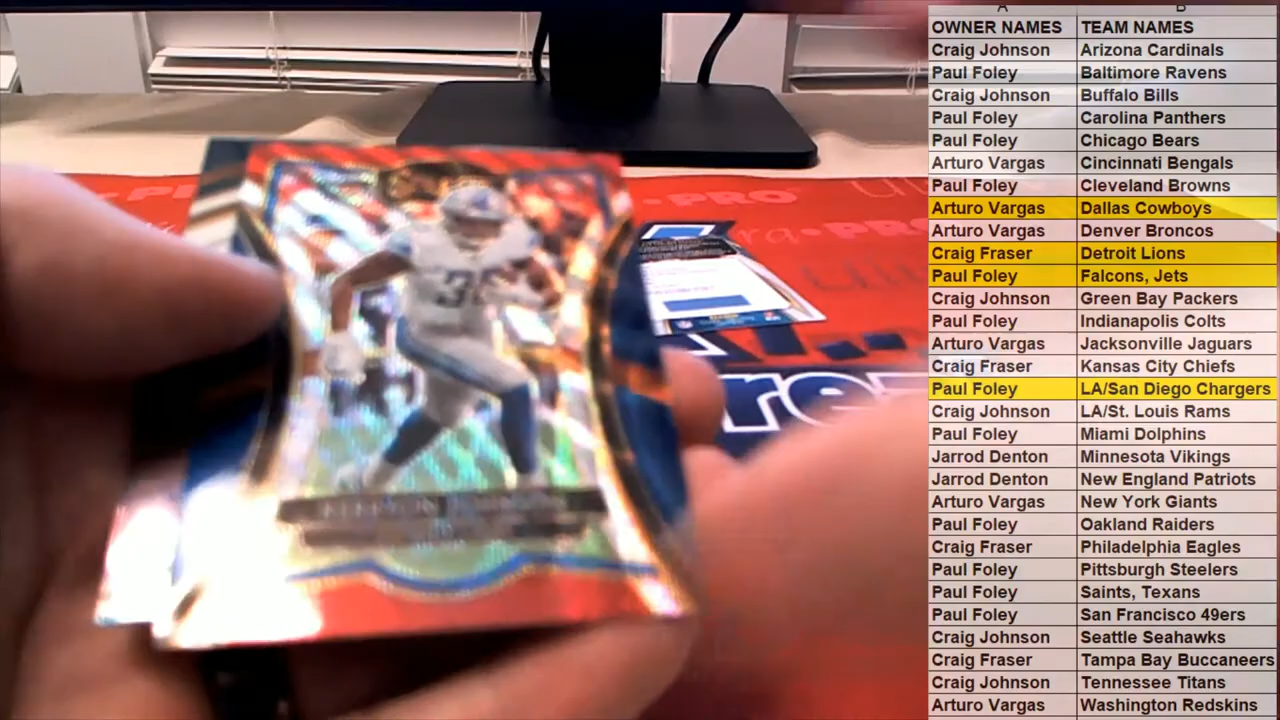 A B
OWNER NAMES TEAM NAMES
Craig Johnson Arizona Cardinals
Paul Foley Baltimore Ravens
Craig Johnson Buffalo Bills
Paul Foley Carolina Panthers
Paul Foley Chicago Bears
Arturo Vargas Cincinnati Bengals
Paul Foley Cleveland Browns
Arturo Vargas Dallas Cowboys
Arturo Vargas Denver Broncos
Craig Fraser Detroit Lions
Paul Foley Falcons, Jets
Craig Johnson Green Bay Packers
Paul Foley Indianapolis Colts
Arturo Vargas Jacksonville Jaguars
Craig Fraser Kansas City Chiefs
Paul Foley LA/San Diego Chargers
Craig Johnson LA/St. Louis Rams
Paul Foley Miami Dolphins
Jarrod Denton Minnesota Vikings
Jarrod Denton New England Patriots
Arturo Vargas New York Giants
Paul Foley Oakland Raiders
Craig Fraser Philadelphia Eagles
Paul Foley Pittsburgh Steelers
Paul Foley Saints, Texans
Paul Foley San Francisco 49ers
Craig Johnson Seattle Seahawks
Craig Fraser Tampa Bay Buccaneers
Craig Johnson Tennessee Titans
Arturo Vargas Washington Redskins
PRO